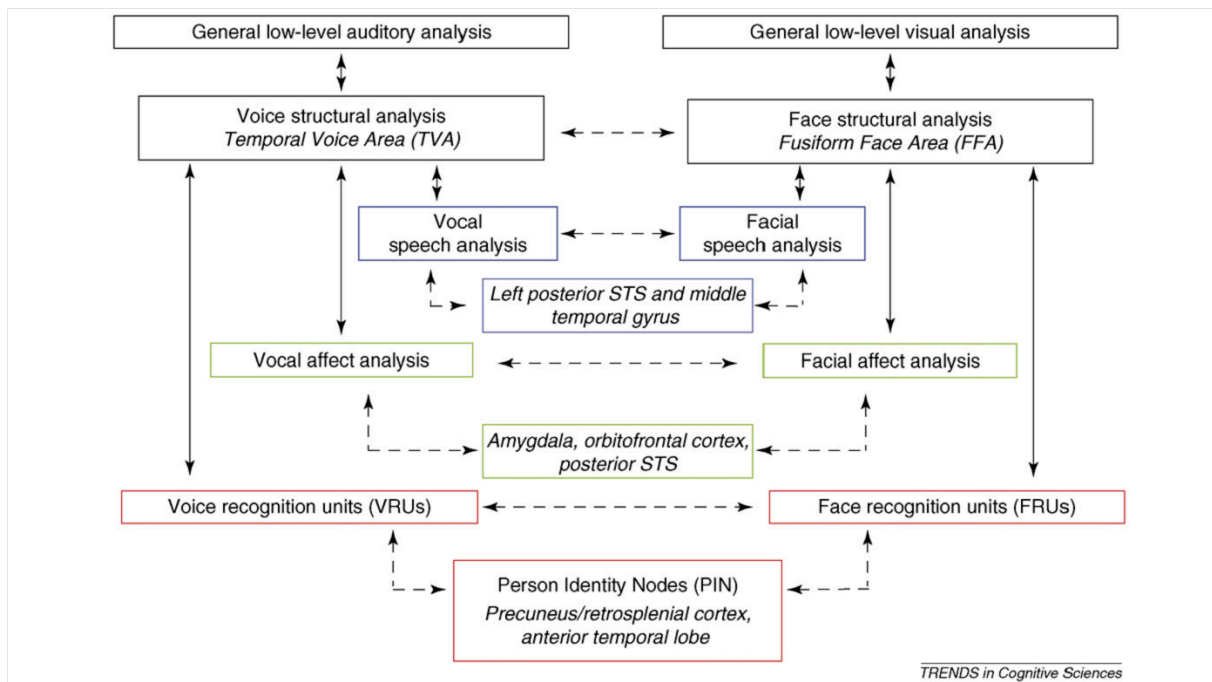 General low-level auditory analysis
General low-level visual analysis
Voice structural analysis
Temporal Voice Area (TVA)
Face structural analysis
Fusiform Face Area (FFA)
Vocal
speech analysis
Facial
speech analysis
Left posterior STS and middle
temporal gyrus
Vocal affect analysis
Facial affect analysis
Amygdala, orbitofrontal cortex,
posterior STS
Voice recognition units (VRUs)
Face recognition units (FRUs)
Person Identity Nodes (PIN)
Precuneus/retrosplenial cortex,
anterior temporal lobe
TRENDS in Cognitive Sciences